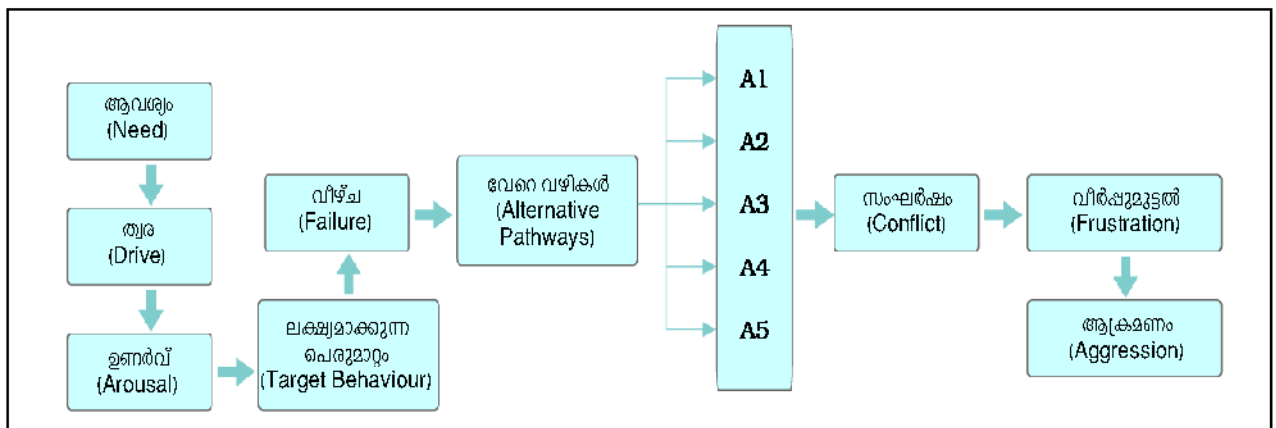 ആവശ്യം
(Need)
ത്വര
(Drive)
ഉണർവ്
(Arousal)
ലക്ഷ്യമാക്കുന്ന
പെരുമാറ്റം
(Target Behaviour)
വീഴ്ച
(Failure)
വേറെ വഴികൾ
(Alternative
Pathways)
A1
A2
A3
A4
A5
സംഘർഷം
(Conflict)
വീർപ്പുമുട്ടൽ
(Frustration)
ആക്രമണം
(Aggression)